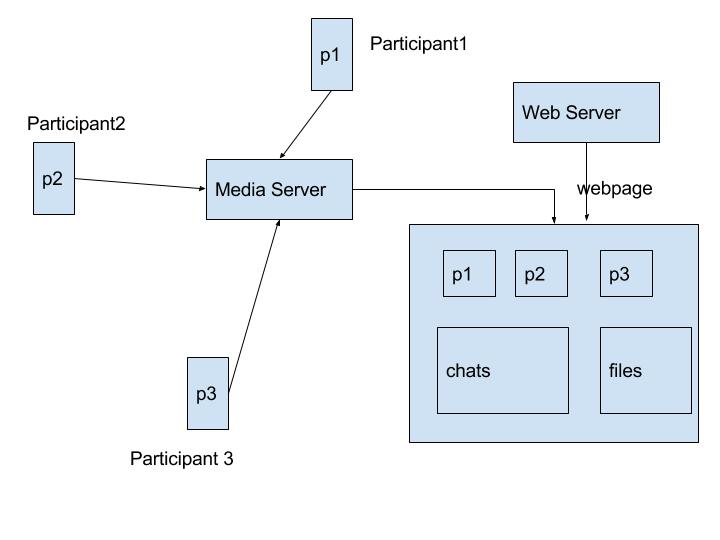 p1
Participant1
Web Server
Participant2
p2
Media Server
webpage
p1
p2
p3
chats
files
p3
Participant 3